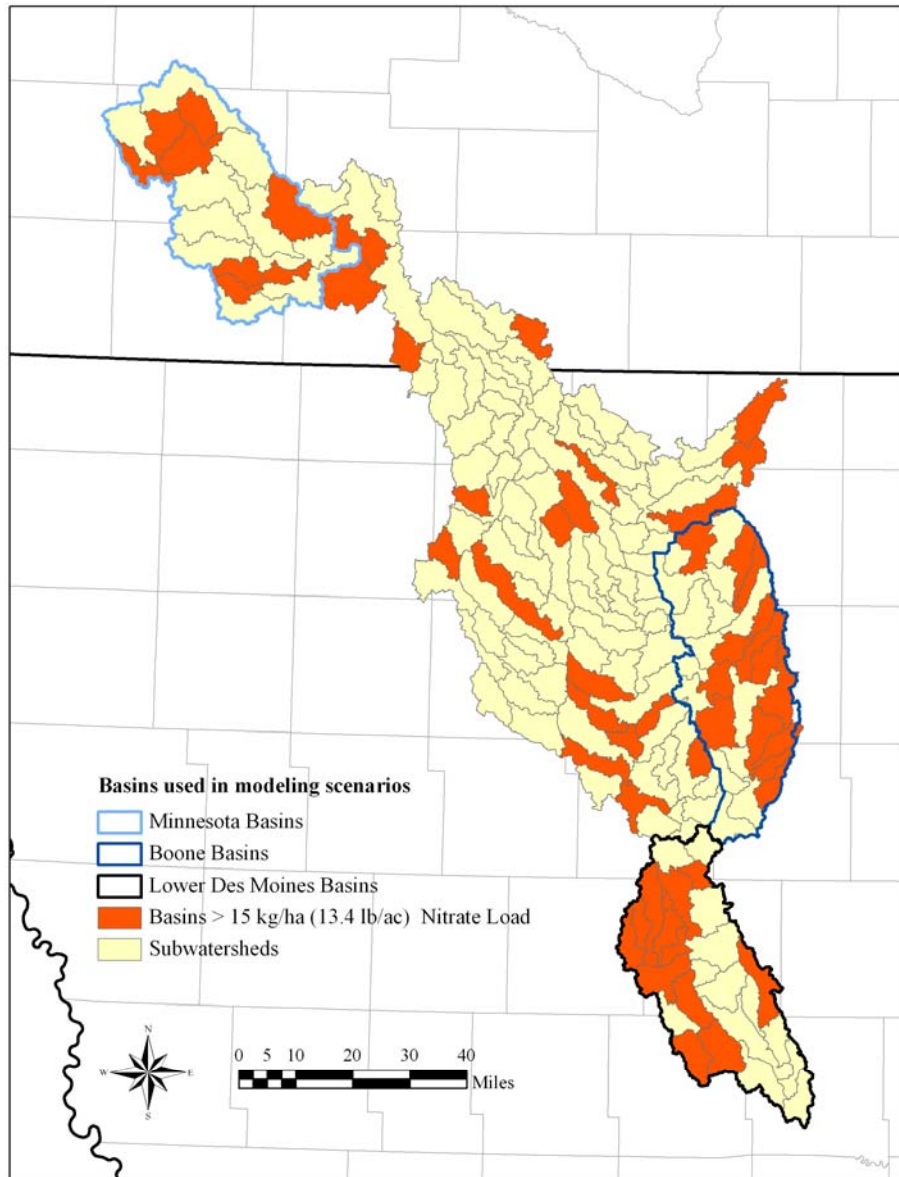 Basins used in modeling scenarios
Minnesota Basins
Boone Basins
Lower Des Moines Basins
Basins > 15 kg/ha (13.4 lb/ac) Nitrate Load
Subwatersheds
N
W E
S
0 5 10 20 30 40
Miles